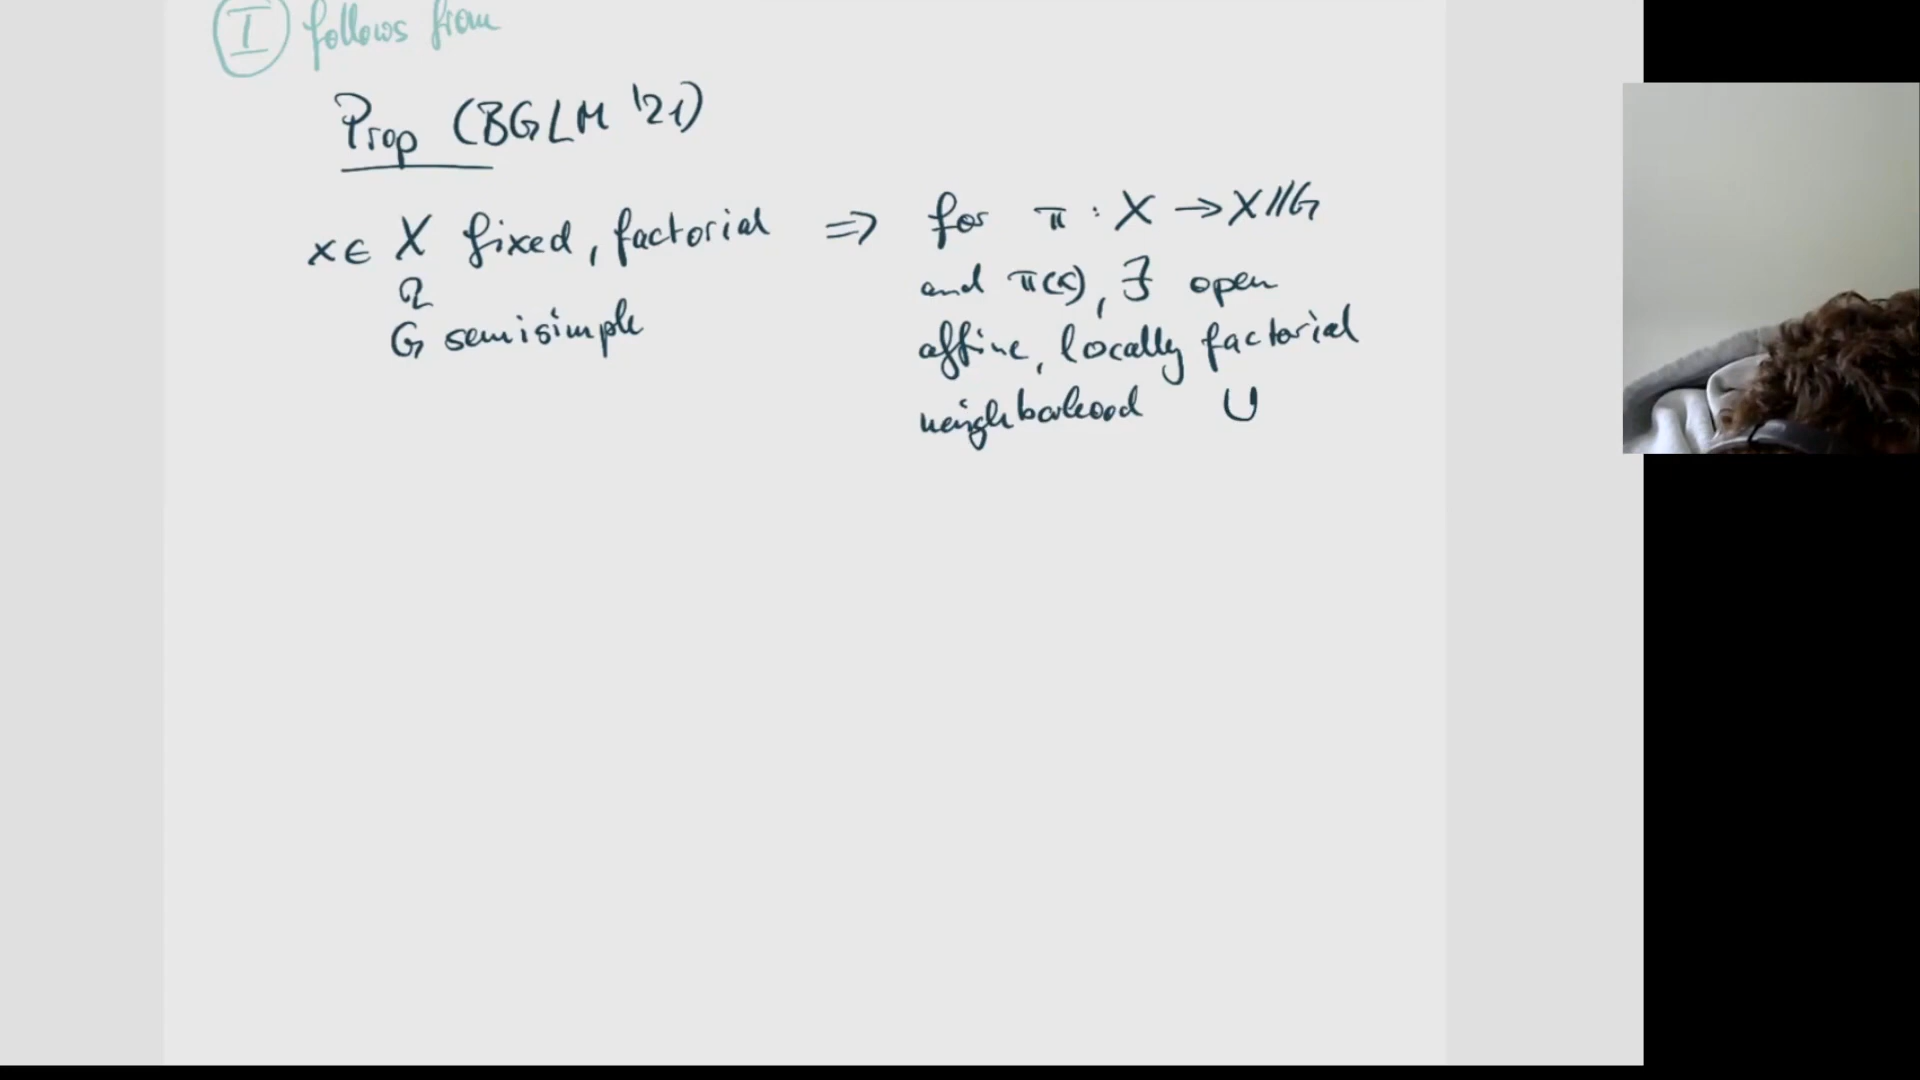 I follows from
Prop (BGLM '21)
x ∈ X fixed, factorial ⇒ for π : X → X//G
G semisimple
and π(x), ∃ open
affine, locally factorial
neighborhood U